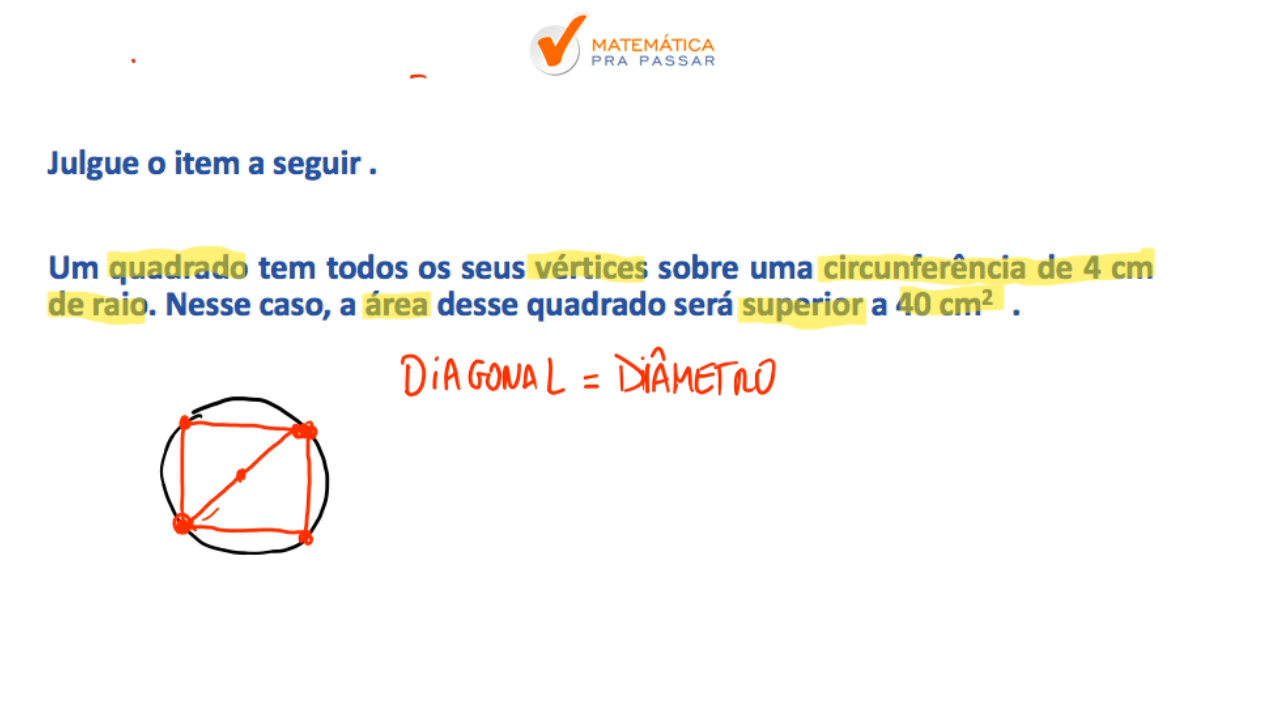 MATEMÁTICA
PRA PASSAR
Julgue o item a seguir .
Um quadrado tem todos os seus vértices sobre uma circunferência de 4 cm
de raio. Nesse caso, a área desse quadrado será superior a 40 cm² .
DiAGONAL = DiÂMETRO